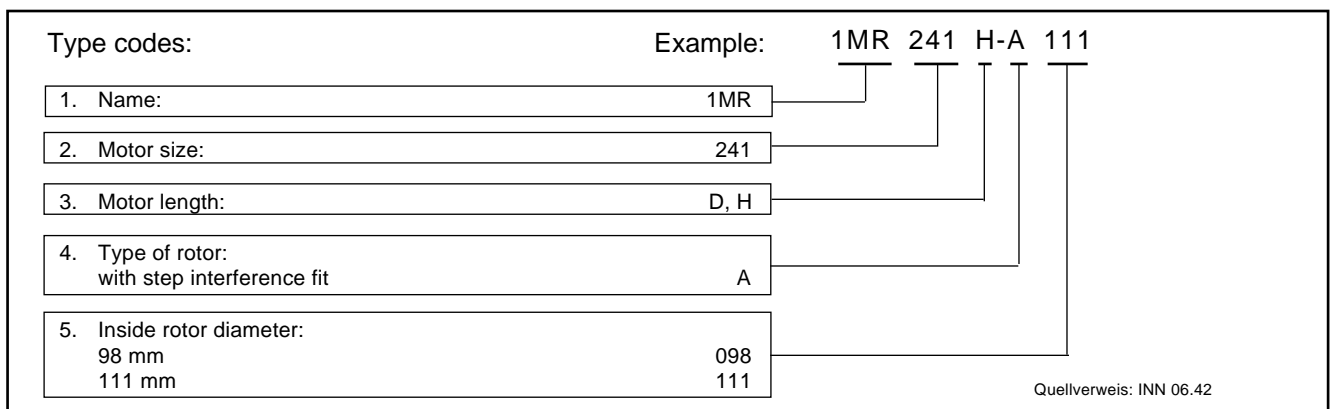 Type codes: Example: 1MR 241 H-A 111
1. Name: 1MR
2. Motor size: 241
3. Motor length: D, H
4. Type of rotor:
with step interference fit A
5. Inside rotor diameter:
98 mm 098
111 mm 111
Quellverweis: INN 06.42